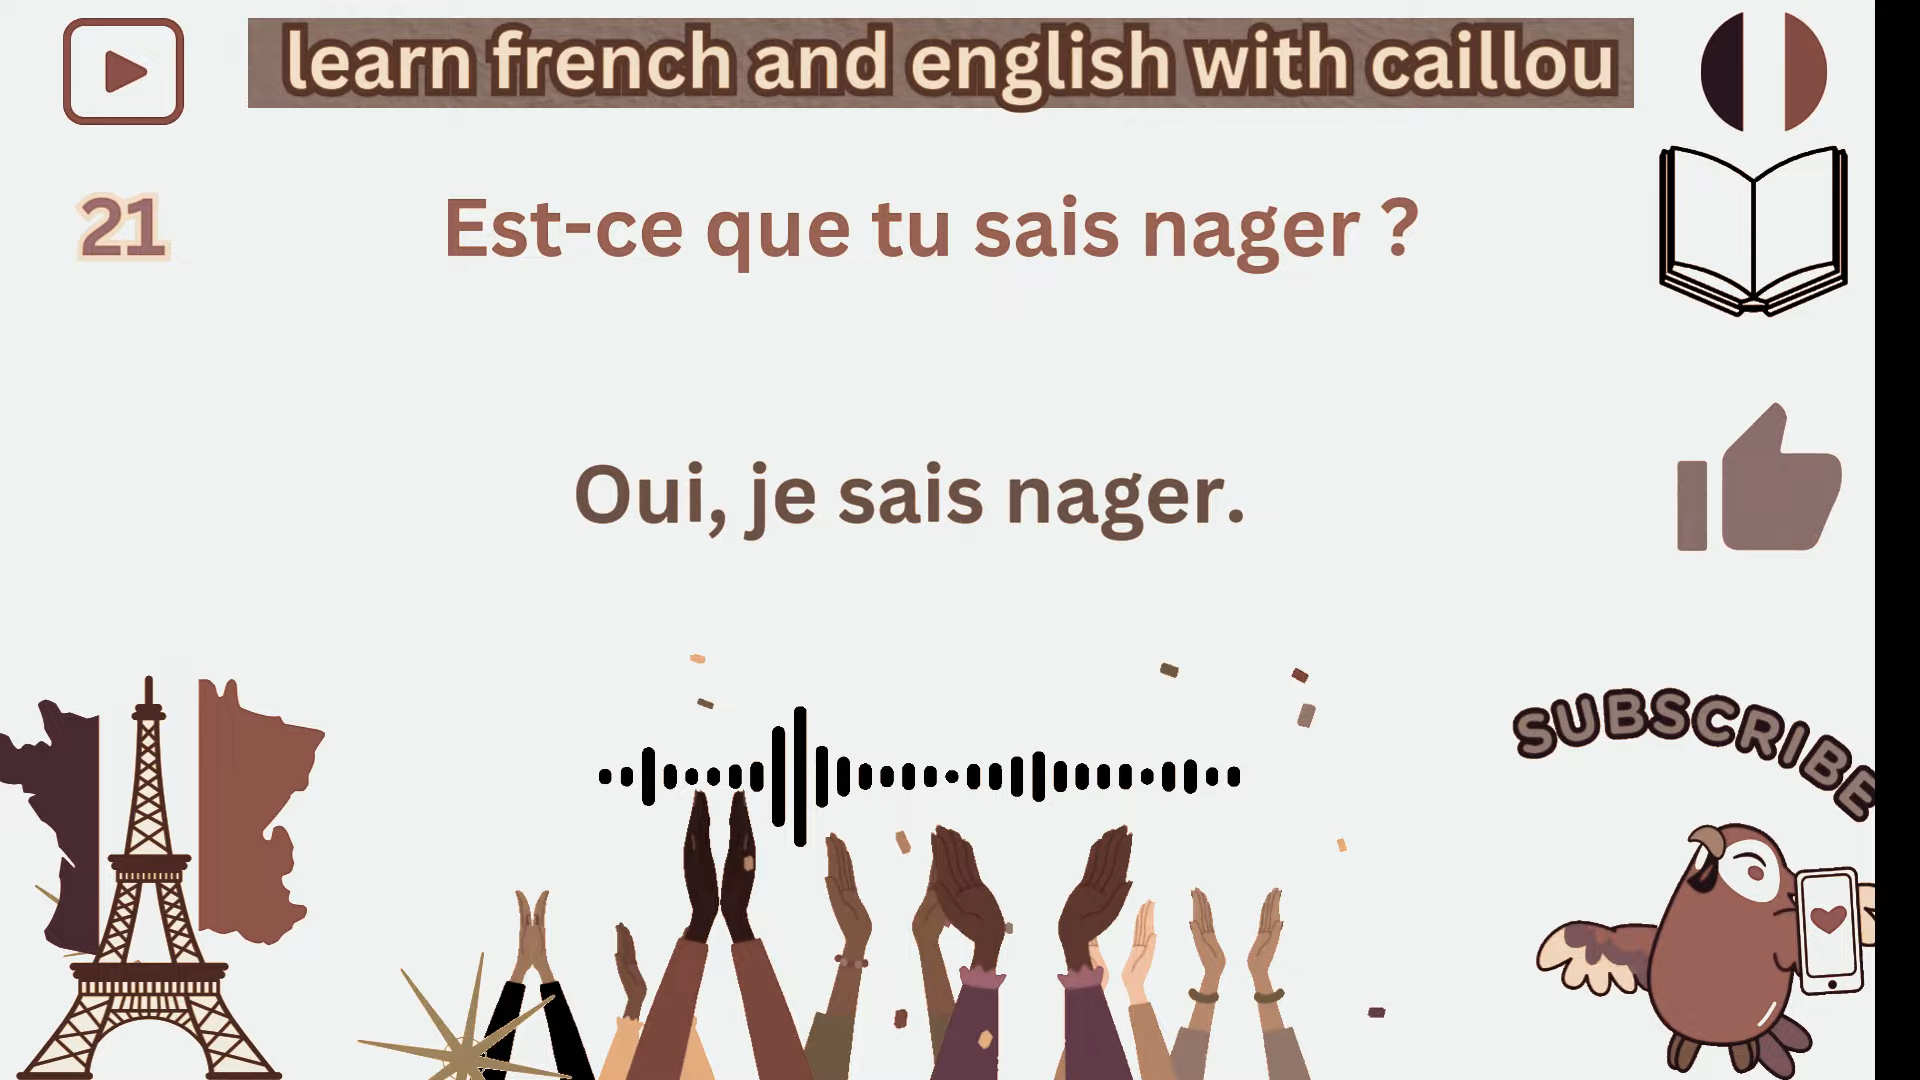 learn french and english with caillou
21
Est-ce que tu sais nager ?
Oui, je sais nager.
SUBSCRIBE